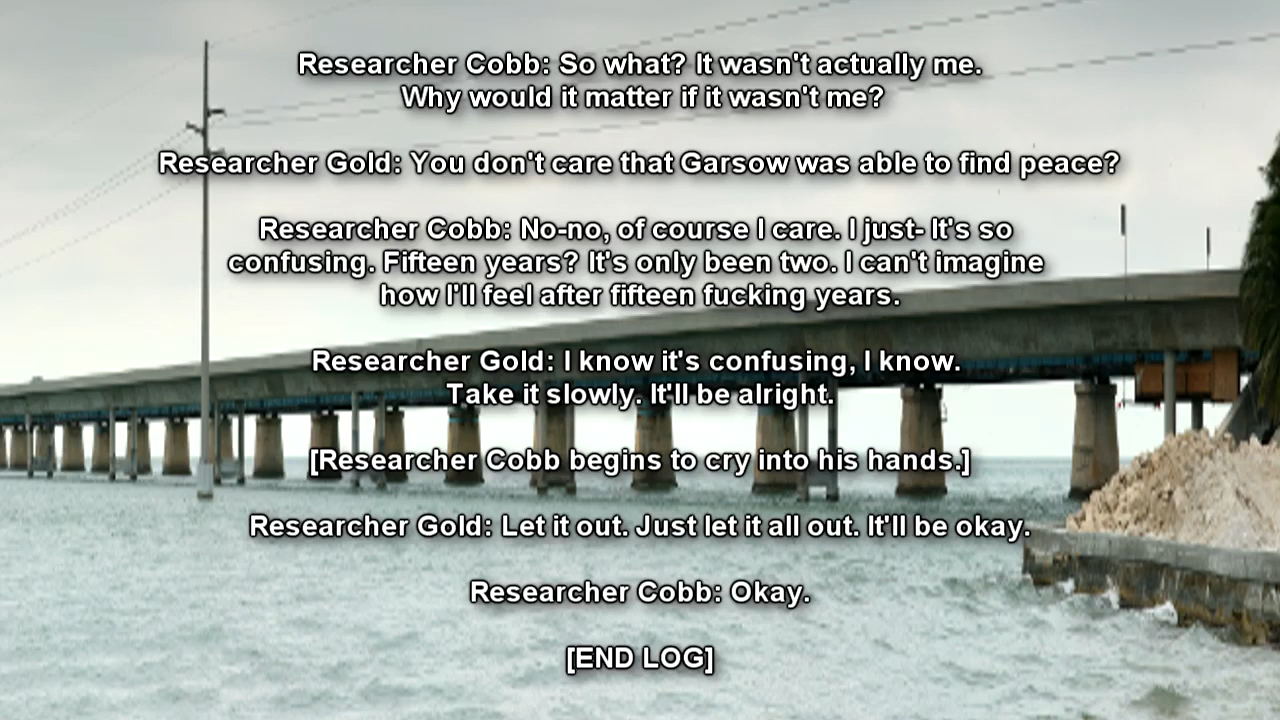 Researcher Cobb: So what? It wasn't actually me.
Why would it matter if it wasn't me?
Researcher Gold: You don't care that Garsow was able to find peace?
Researcher Cobb: No-no, of course I care. I just- It's so
confusing. Fifteen years? It's only been two. I can't imagine
how I'll feel after fifteen fucking years.
Researcher Gold: I know it's confusing, I know.
Take it slowly. It'll be alright.
[Researcher Cobb begins to cry into his hands.]
Researcher Gold: Let it out. Just let it all out. It'll be okay.
Researcher Cobb: Okay.
[END LOG]